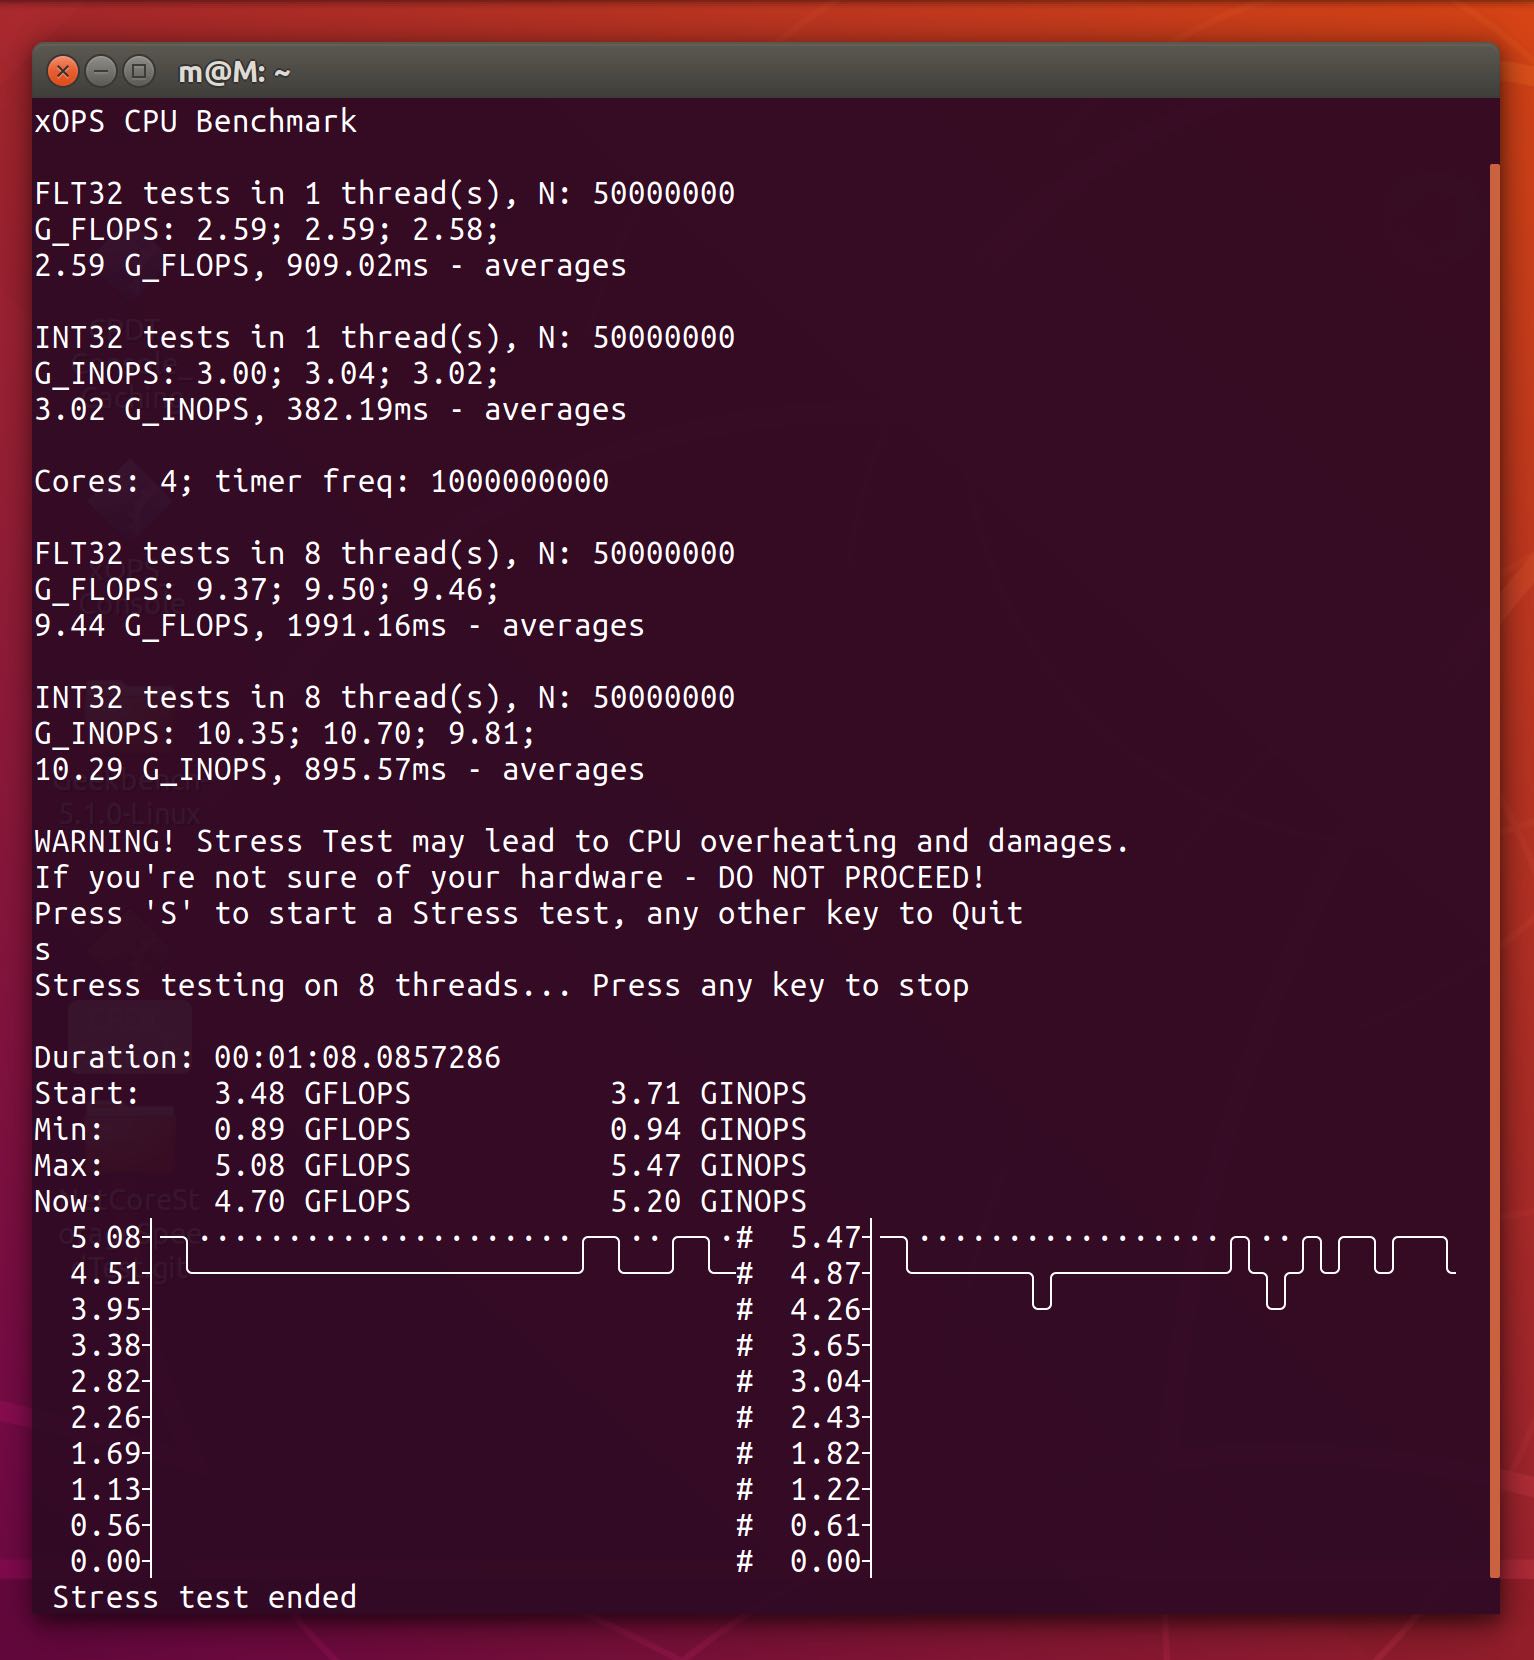 m@M: ~
xOPS CPU Benchmark
FLT32 tests in 1 thread(s), N: 50000000
G_FLOPS: 2.59; 2.59; 2.58;
2.59 G_FLOPS, 909.02ms - averages
INT32 tests in 1 thread(s), N: 50000000
G_INOPS: 3.00; 3.04; 3.02;
3.02 G_INOPS, 382.19ms - averages
Cores: 4; timer freq: 1000000000
FLT32 tests in 8 thread(s), N: 50000000
G_FLOPS: 9.37; 9.50; 9.46;
9.44 G_FLOPS, 1991.16ms - averages
INT32 tests in 8 thread(s), N: 50000000
G_INOPS: 10.35; 10.70; 9.81;
10.29 G_INOPS, 895.57ms - averages
WARNING! Stress Test may lead to CPU overheating and damages.
If you're not sure of your hardware - DO NOT PROCEED!
Press 'S' to start a Stress test, any other key to Quit
s
Stress testing on 8 threads... Press any key to stop
Duration: 00:01:08.0857286
Start: 3.48 GFLOPS 3.71 GINOPS
Min: 0.89 GFLOPS 0.94 GINOPS
Max: 5.08 GFLOPS 5.47 GINOPS
Now: 4.70 GFLOPS 5.20 GINOPS
5.08 # 5.47
4.51 # 4.87
3.95 # 4.26
3.38 # 3.65
2.82 # 3.04
2.26 # 2.43
1.69 # 1.82
1.13 # 1.22
0.56 # 0.61
0.00 # 0.00
Stress test ended